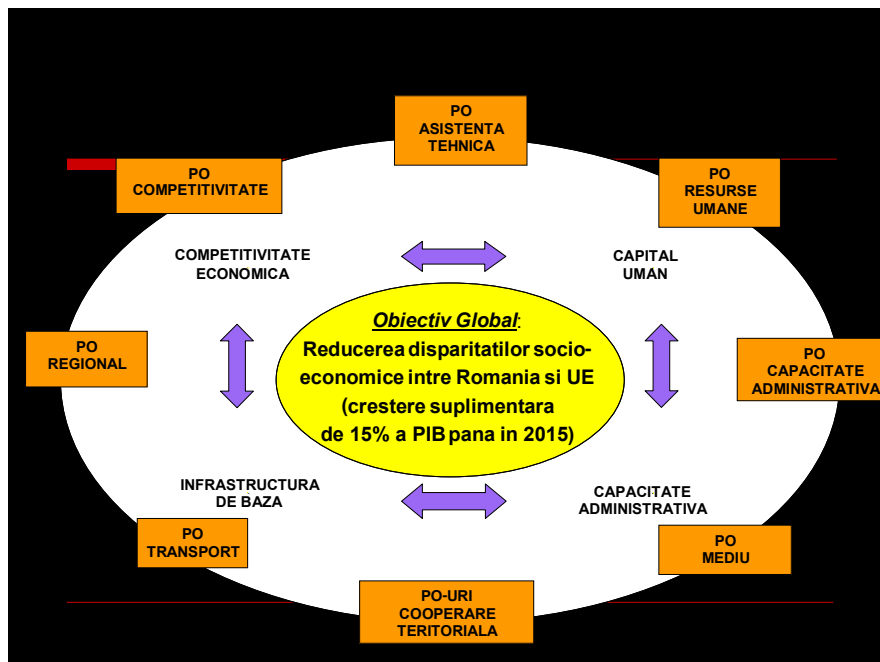 PO
ASISTENTA
TEHNICA
PO
COMPETITIVITATE
PO
RESURSE
UMANE
COMPETITIVITATE
ECONOMICA
CAPITAL
UMAN
Obiectiv Global:
Reducerea disparitatilor socio-
economice intre Romania si UE
(crestere suplimentara
de 15% a PIB pana in 2015)
PO
REGIONAL
PO
CAPACITATE
ADMINISTRATIVA
INFRASTRUCTURA
DE BAZA
CAPACITATE
ADMINISTRATIVA
PO
TRANSPORT
PO
MEDIU
PO-URI
COOPERARE
TERITORIALA